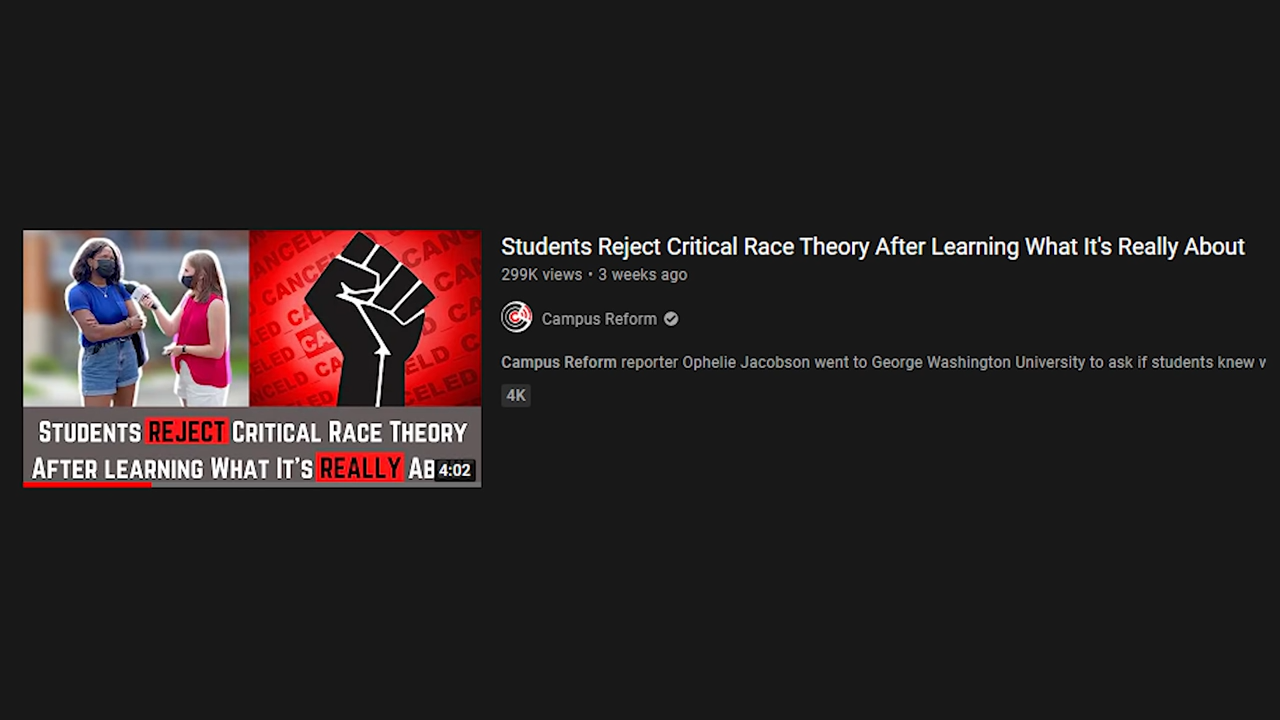 Students Reject Critical Race Theory After Learning What It's Really About
299K views • 3 weeks ago
Campus Reform
Campus Reform reporter Ophelie Jacobson went to George Washington University to ask if students knew
4K
CANCELED
STUDENTS REJECT CRITICAL RACE THEORY
AFTER LEARNING WHAT IT'S REALLY AB
4:02